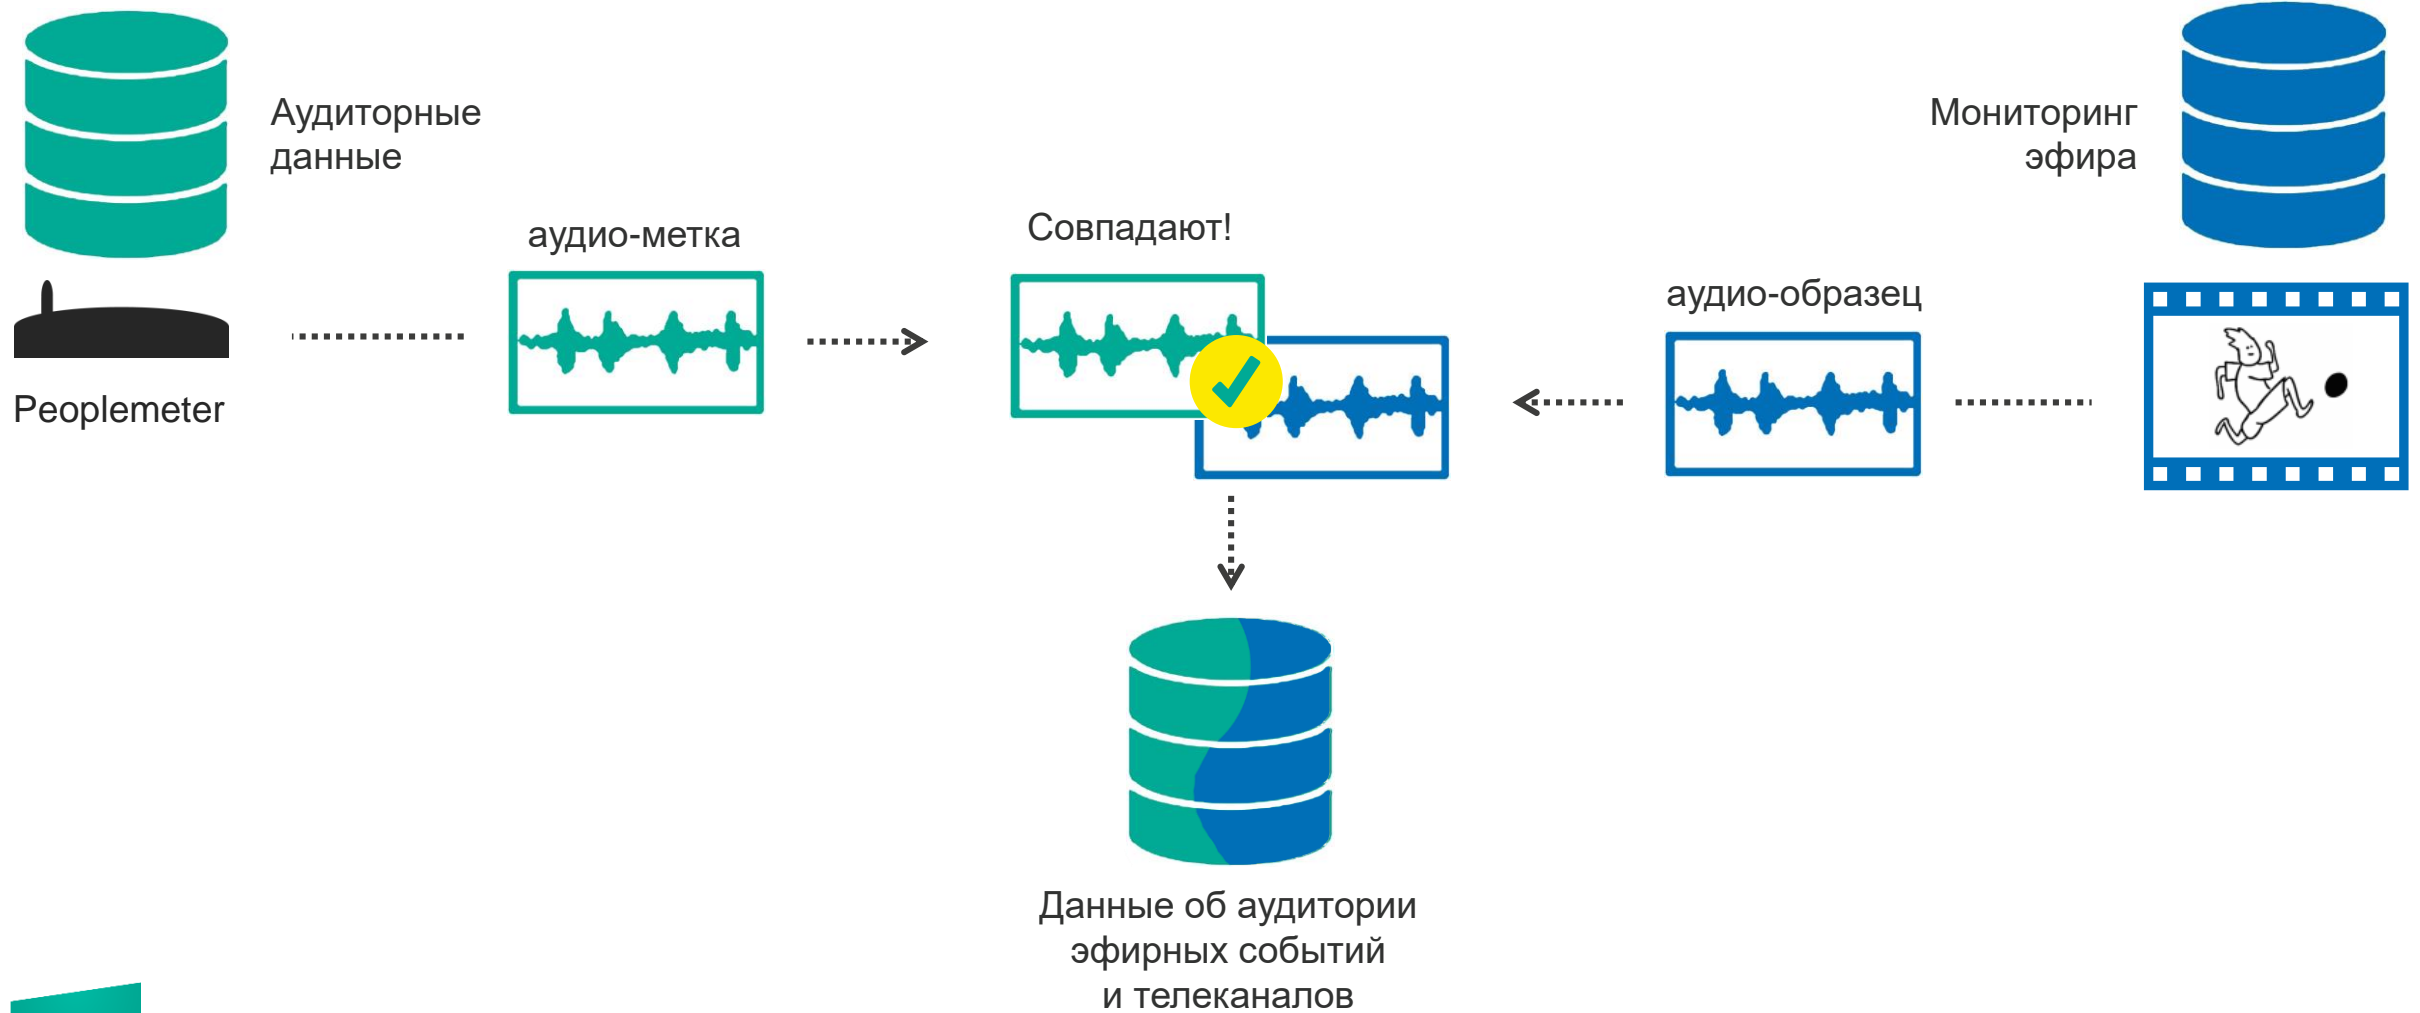 Аудиторные
данные
Мониторинг
эфира
аудио-метка
Совпадают!
аудио-образец
Peoplemeter
Данные об аудитории
эфирных событий
и телеканалов